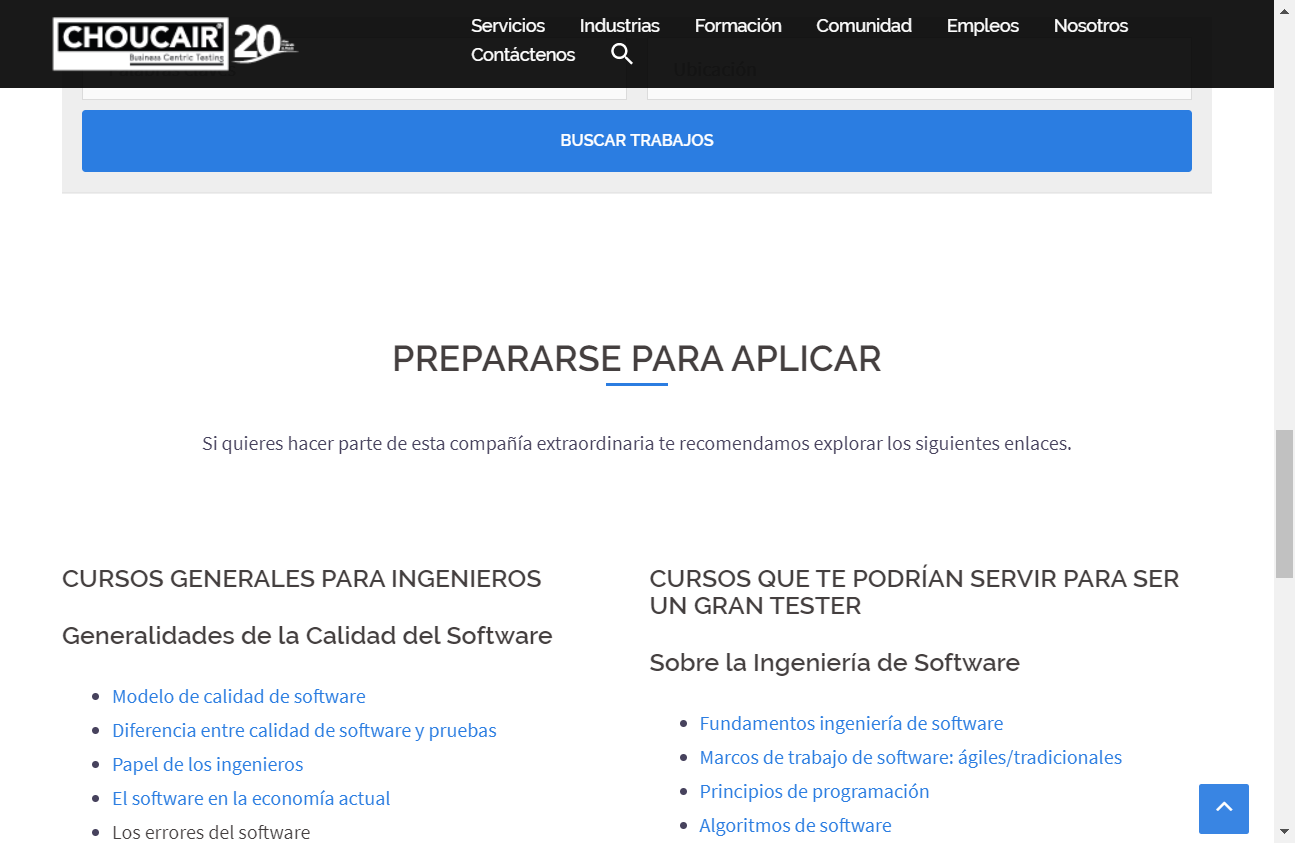 CHOUCAIR® 20
Business Centric Testing
Servicios Industrias Formación Comunidad Empleos Nosotros
Contáctenos
Ubicación
BUSCAR TRABAJOS
PREPARARSE PARA APLICAR
Si quieres hacer parte de esta compañía extraordinaria te recomendamos explorar los siguientes enlaces.
CURSOS GENERALES PARA INGENIEROS
Generalidades de la Calidad del Software
Modelo de calidad de software
Diferencia entre calidad de software y pruebas
Papel de los ingenieros
El software en la economía actual
Los errores del software
CURSOS QUE TE PODRÍAN SERVIR PARA SER
UN GRAN TESTER
Sobre la Ingeniería de Software
Fundamentos ingeniería de software
Marcos de trabajo de software: ágiles/tradicionales
Principios de programación
Algoritmos de software